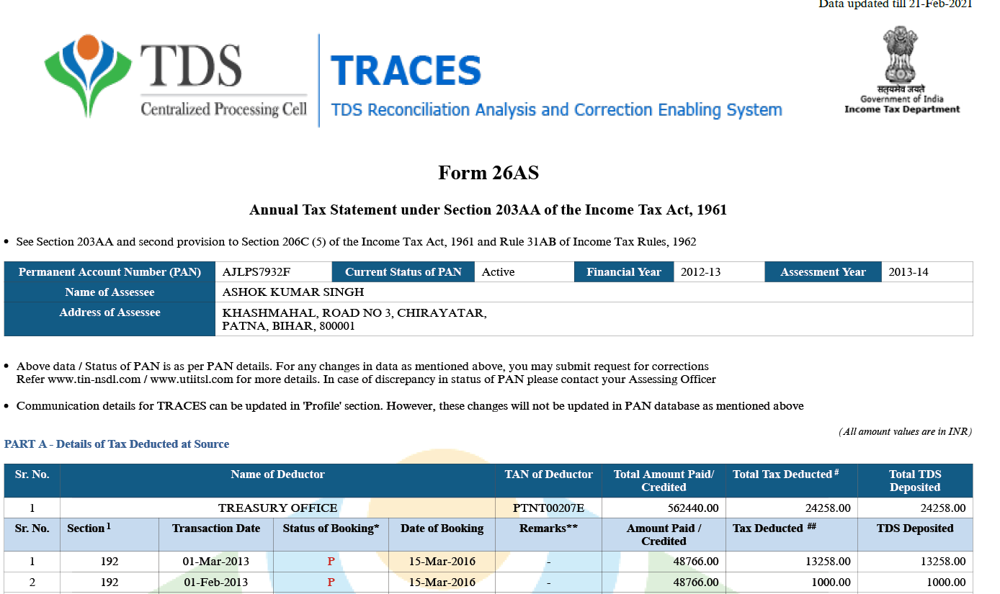 Data updated till 21-Feb-2021
TDS
Centralized Processing Cell
TRACES
TDS Reconciliation Analysis and Correction Enabling System
सत्यमेव जयते
Government of India
Income Tax Department
Form 26AS
Annual Tax Statement under Section 203AA of the Income Tax Act, 1961
• See Section 203AA and second provision to Section 206C (5) of the Income Tax Act, 1961 and Rule 31AB of Income Tax Rules, 1962
Permanent Account Number (PAN) AJLPS7932F Current Status of PAN Active Financial Year 2012-13 Assessment Year 2013-14
Name of Assessee ASHOK KUMAR SINGH
Address of Assessee KHASHMAHAL, ROAD NO 3, CHIRAYATAR,
PATNA, BIHAR, 800001
• Above data / Status of PAN is as per PAN details. For any changes in data as mentioned above, you may submit request for corrections
Refer www.tin-nsdl.com / www.utiitsl.com for more details. In case of discrepancy in status of PAN please contact your Assessing Officer
• Communication details for TRACES can be updated in 'Profile' section. However, these changes will not be updated in PAN database as mentioned above
(All amount values are in INR)
PART A - Details of Tax Deducted at Source
Sr. No. Name of Deductor TAN of Deductor Total Amount Paid/ Total Tax Deducted # Total TDS
Credited Deposited
1 TREASURY OFFICE PTNT00207E 562440.00 24258.00 24258.00
Sr. No. Section 1 Transaction Date Status of Booking* Date of Booking Remarks** Amount Paid / Tax Deducted ## TDS Deposited
Credited
1 192 01-Mar-2013 P 15-Mar-2016 - 48766.00 13258.00 13258.00
2 192 01-Feb-2013 P 15-Mar-2016 - 48766.00 1000.00 1000.00